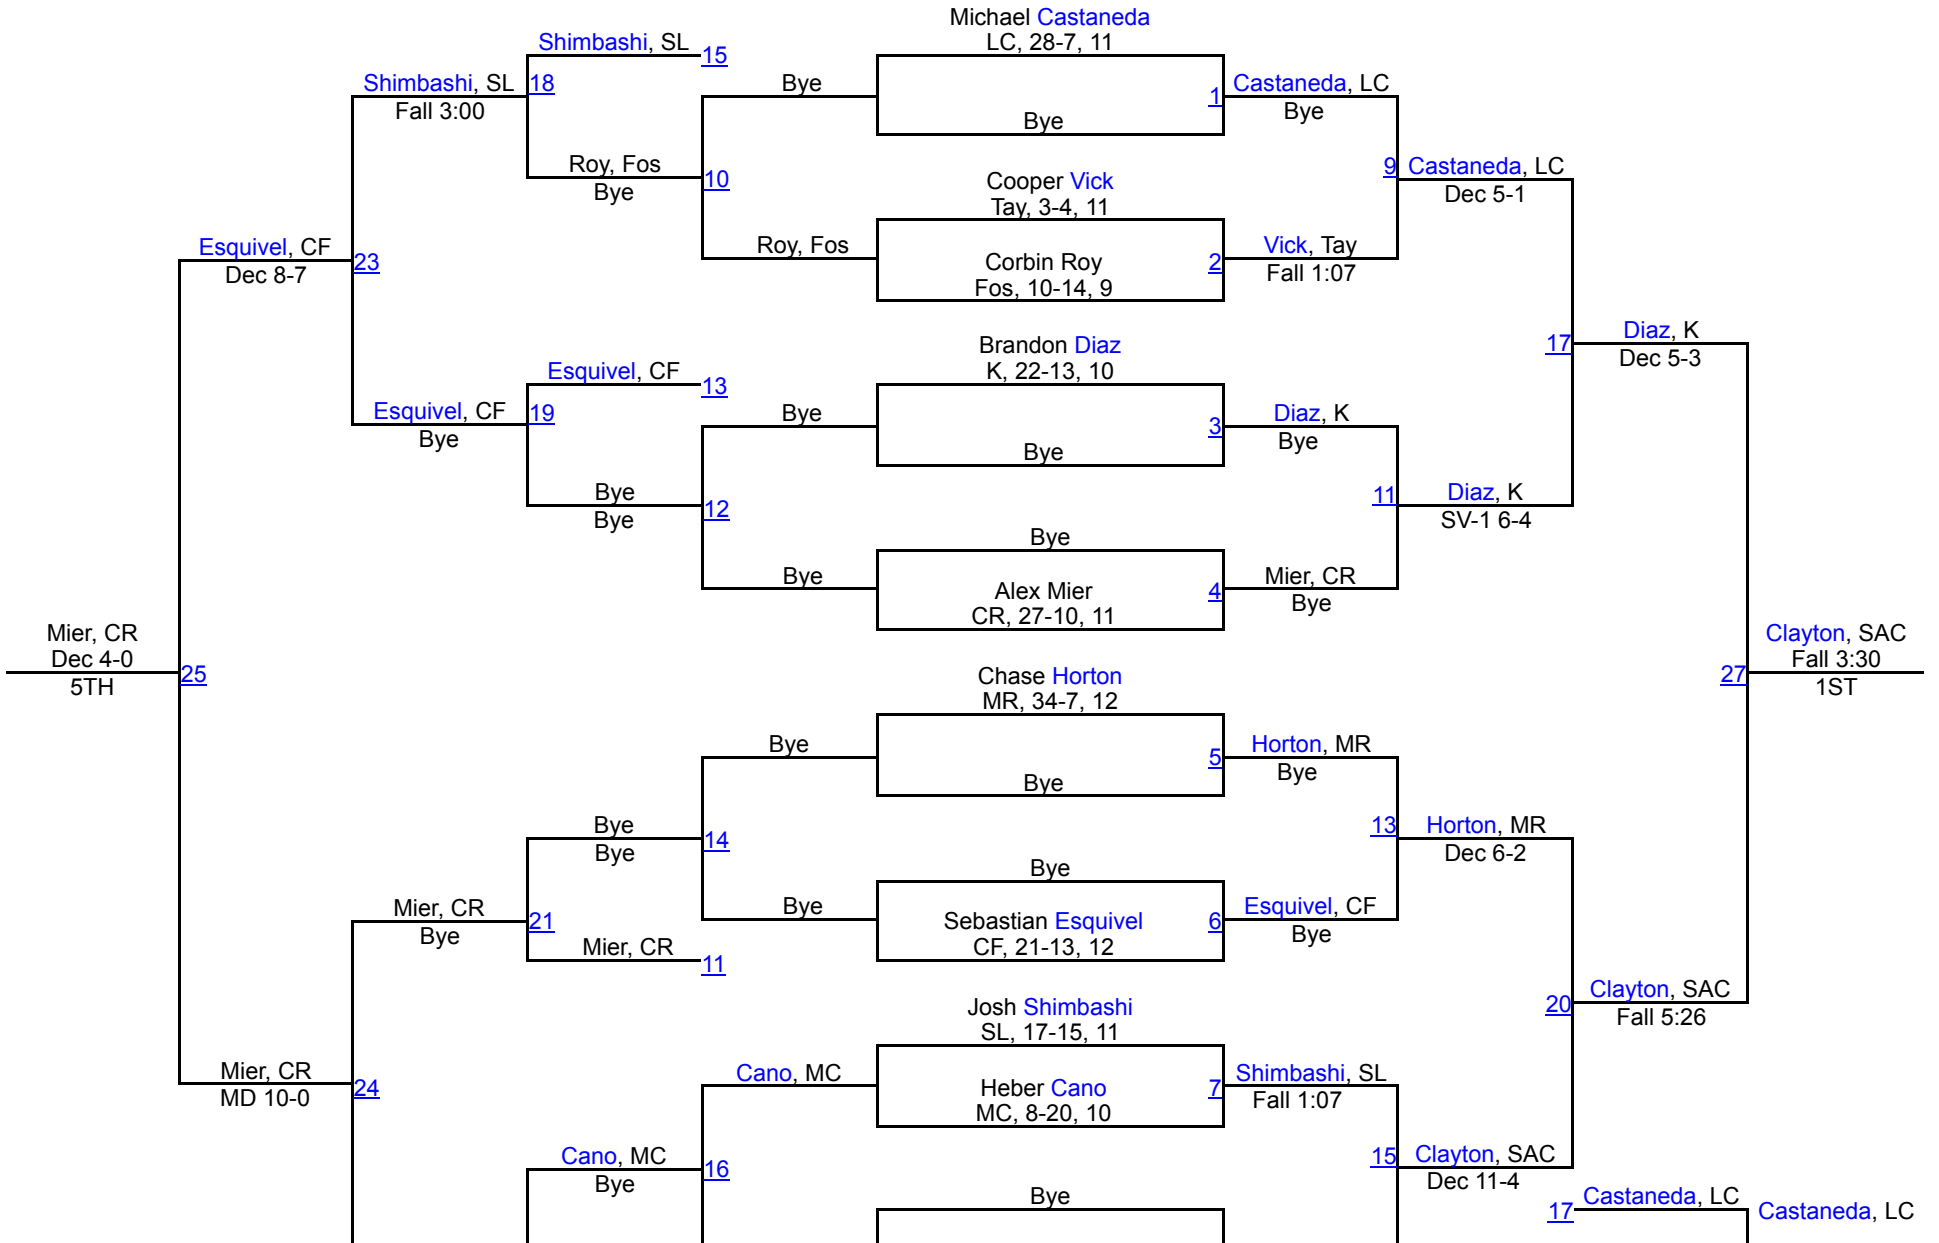 Michael Castaneda
Shimbashi, SL
15
LC, 28-7, 11
Shimbashi, SL
18
Bye
1
Castaneda, LC
Fall 3:00
Bye
Bye
Roy, Fos
Bye
10
Cooper Vick
9
Castaneda, LC
Tay, 3-4, 11
Dec 5-1
Esquivel, CF
Dec 8-7
23
Roy, Fos
Corbin Roy
Fos, 10-14, 9
2
Vick, Tay
Fall 1:07
Brandon Diaz
K, 22-13, 10
17
Diaz, K
Dec 5-3
Esquivel, CF
13
Esquivel, CF
Bye
19
Bye
Bye
3
Diaz, K
Bye
Bye
Bye
12
11
Diaz, K
SV-1 6-4
Bye
Bye
Alex Mier
CR, 27-10, 11
4
Mier, CR
Bye
Mier, CR
Dec 4-0
5TH
25
Chase Horton
MR, 34-7, 12
27
Clayton, SAC
Fall 3:30
1ST
Bye
Bye
5
Horton, MR
Bye
Bye
Bye
14
13
Horton, MR
Dec 6-2
Bye
Mier, CR
Bye
21
Bye
Sebastian Esquivel
CF, 21-13, 12
6
Esquivel, CF
Bye
Mier, CR
11
Josh Shimbashi
SL, 17-15, 11
20
Clayton, SAC
Fall 5:26
Mier, CR
MD 10-0
24
Cano, MC
Heber Cano
MC, 8-20, 10
7
Shimbashi, SL
Fall 1:07
Cano, MC
Bye
16
15
Clayton, SAC
Dec 11-4
Bye
17
Castaneda, LC
Castaneda, LC